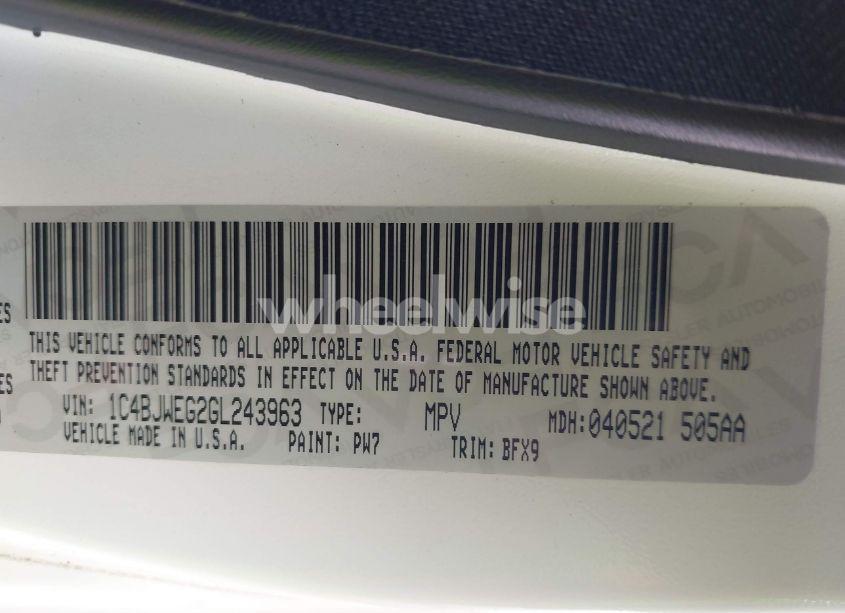 wheelwise
ES
THIS VEHICLE CONFORMS TO ALL APPLICABLE U.S.A. FEDERAL MOTOR VEHICLE SAFETY AND
ES THEFT PREVENTION STANDARDS IN EFFECT ON THE DATE OF MANUFACTURE SHOWN ABOVE.
VIN: 1C4BJWEG2GL243963 TYPE: MPV MDH:040521 505AA
VEHICLE MADE IN U.S.A. PAINT: PW7 TRIM: BFX9